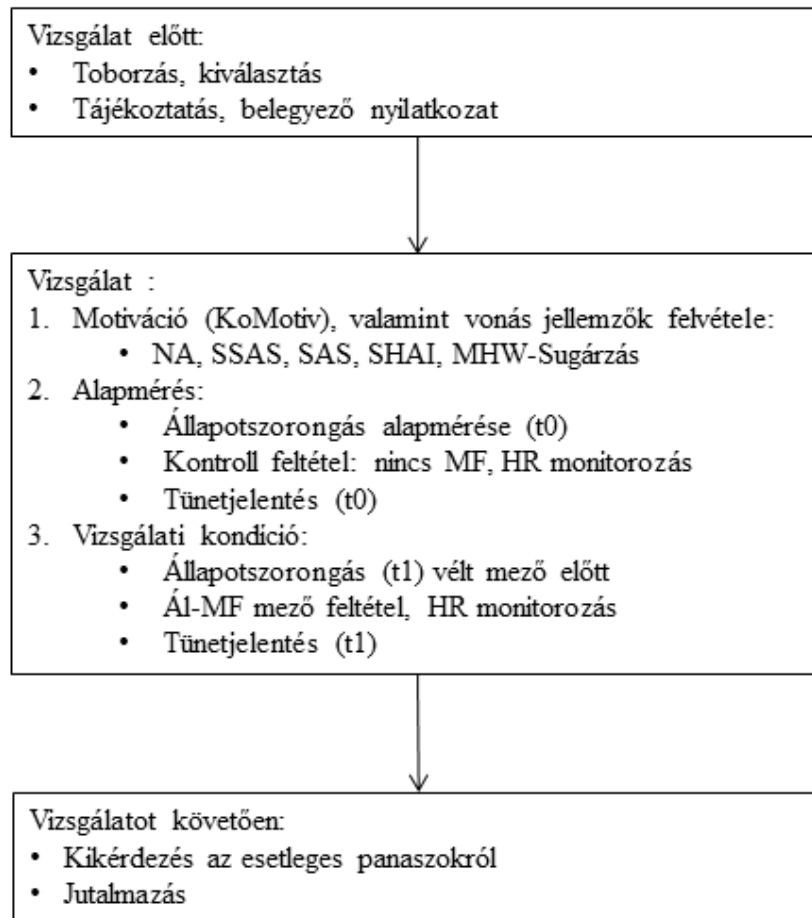 Vizsgálat előtt:
• Toborzás, kiválasztás
• Tájékoztatás, belegyező nyilatkozat
Vizsgálat :
1. Motiváció (KoMotiv), valamint vonás jellemzők felvétele:
• NA, SSAS, SAS, SHAI, MHW-Sugárzás
2. Alapmérés:
• Állapotszorongás alapmérése (t0)
• Kontroll feltétel: nincs MF, HR monitorozás
• Tünetjelentés (t0)
3. Vizsgálati kondíció:
• Állapotszorongás (t1) vélt mező előtt
• Ál-MF mező feltétel, HR monitorozás
• Tünetjelentés (t1)
Vizsgálatot követően:
• Kikérdezés az esetleges panaszokról
• Jutalmazás